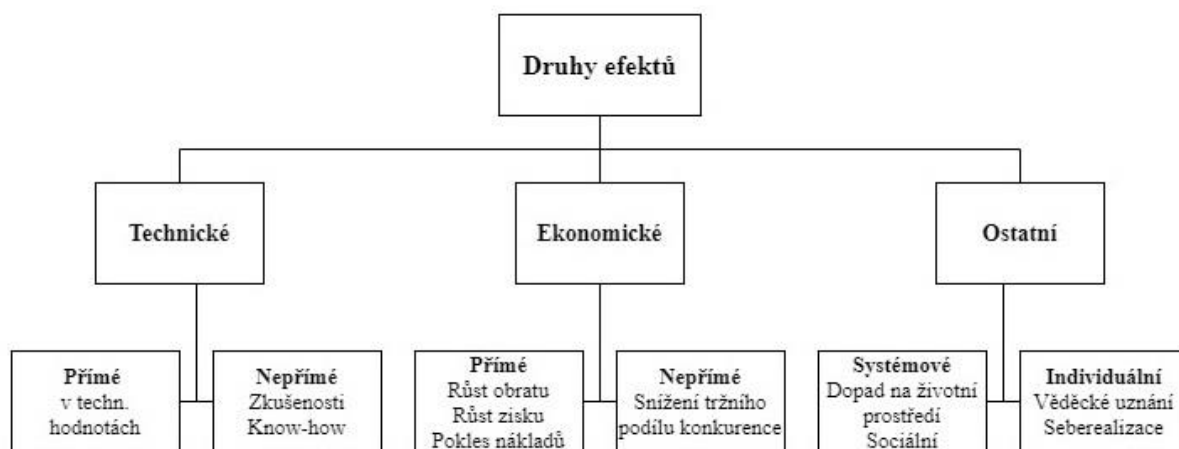 Druhy efektů
Technické
Ekonomické
Ostatní
Přímé
v techn.
hodnotách
Nepřímé
Zkušenosti
Know-how
Přímé
Růst obratu
Růst zisku
Pokles nákladů
Nepřímé
Snížení tržního
podílu konkurence
Systémové
Dopad na životní
prostředí
Sociální
Individuální
Věděcké uznání
Seberealizace